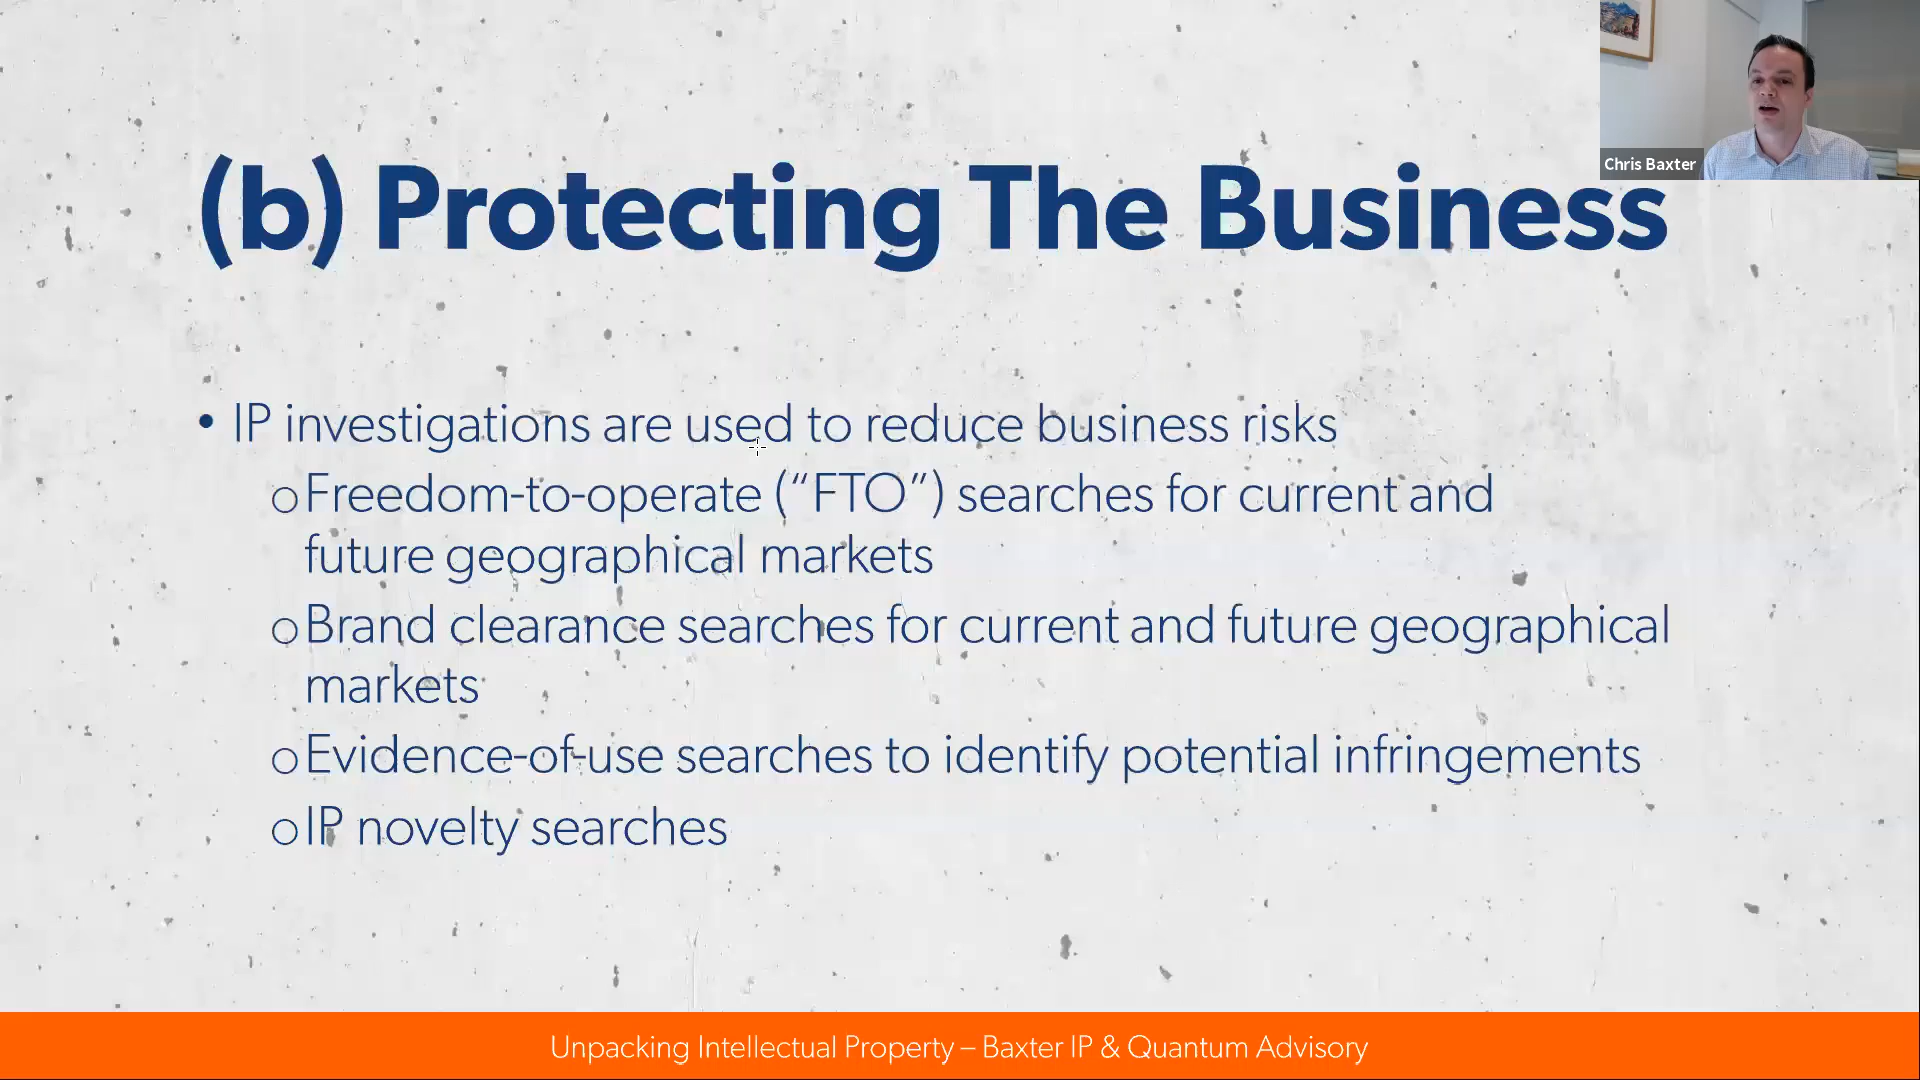 Chris Baxter
(b) Protecting The Business
• IP investigations are used to reduce business risks
o Freedom-to-operate (“FTO”) searches for current and
future geographical markets
o Brand clearance searches for current and future geographical
markets
o Evidence-of-use searches to identify potential infringements
o IP novelty searches
Unpacking Intellectual Property – Baxter IP & Quantum Advisory